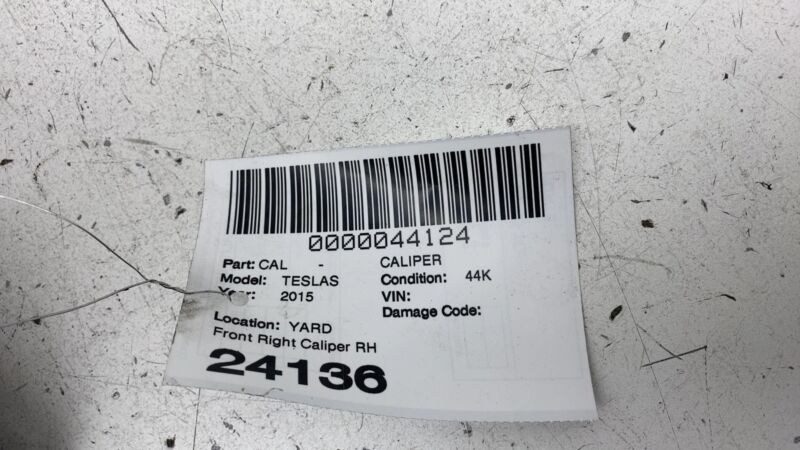 0000044124
Part: CAL - CALIPER
Model: TESLAS Condition: 44K
Year: 2015 VIN:
Damage Code:
Location: YARD
Front Right Caliper RH
24136